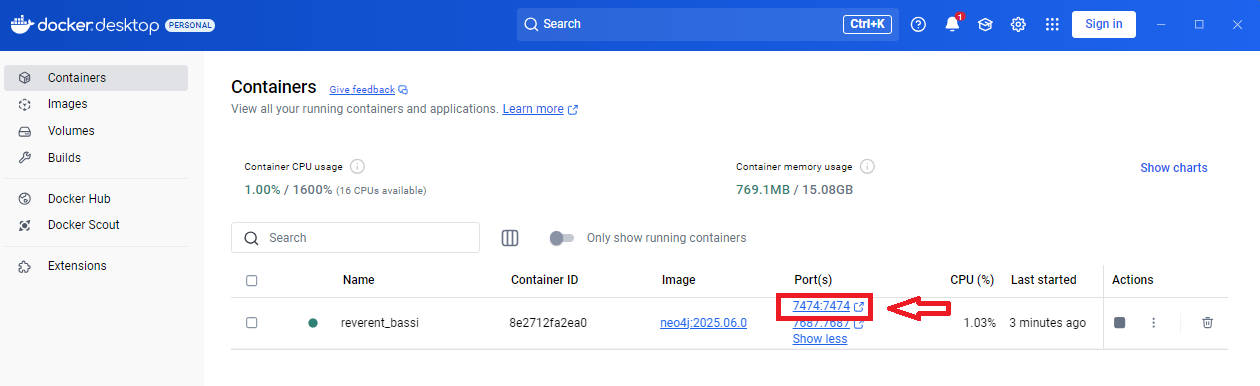 docker.desktop PERSONAL Search Ctrl+K 1 Sign in
Containers
Images
Volumes
Builds
Docker Hub
Docker Scout
Extensions
Containers Give feedback
View all your running containers and applications. Learn more
Container CPU usage
1.00% / 1600% (16 CPUs available)
Container memory usage
769.1MB / 15.08GB
Show charts
Search Only show running containers
Name Container ID Image Port(s) CPU (%) Last started Actions
7474:7474
reverent_bassi 8e2712fa2ea0 neo4j:2025.06.0 7687:7687 1.03% 3 minutes ago
Show less